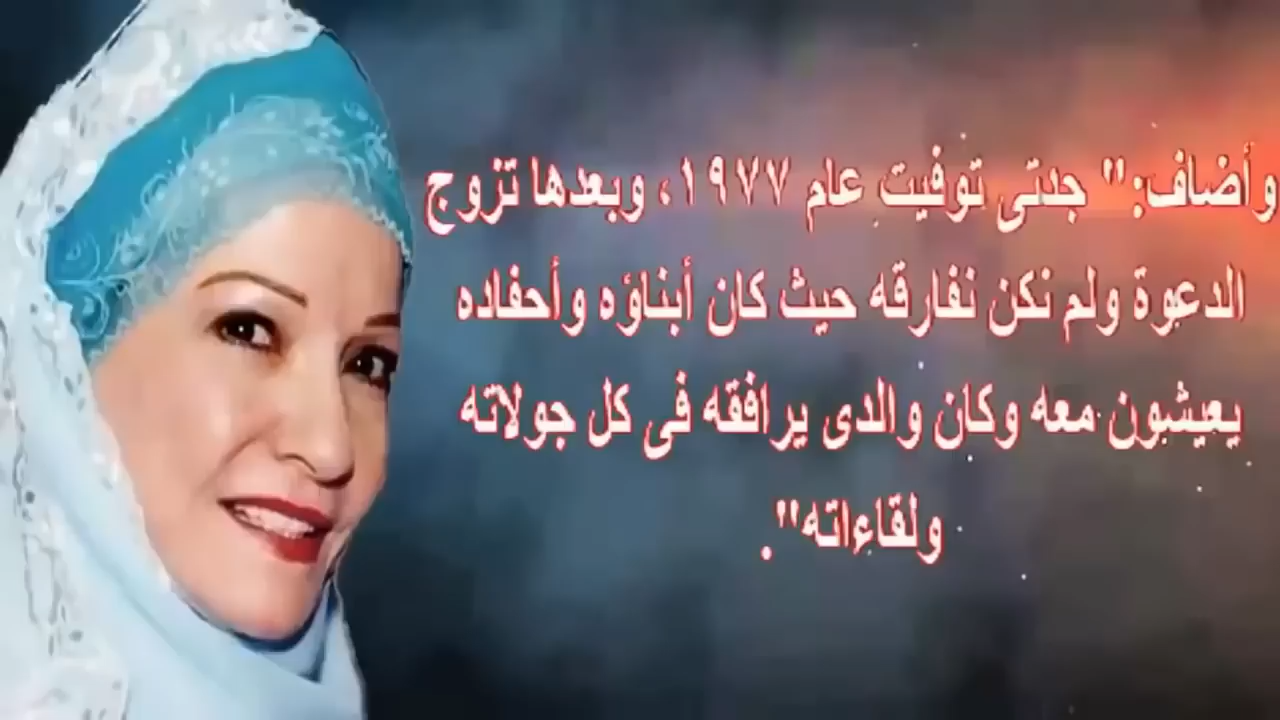 وأضاف:" جدتى توفيت عام ١٩٧٧، وبعدها تزوج
الدعوة ولم نكن نفارقه حيث كان أبناؤه وأحفاده
يعيشون معه وكان والدى يرافقه فى كل جولاته
ولقاءاته".